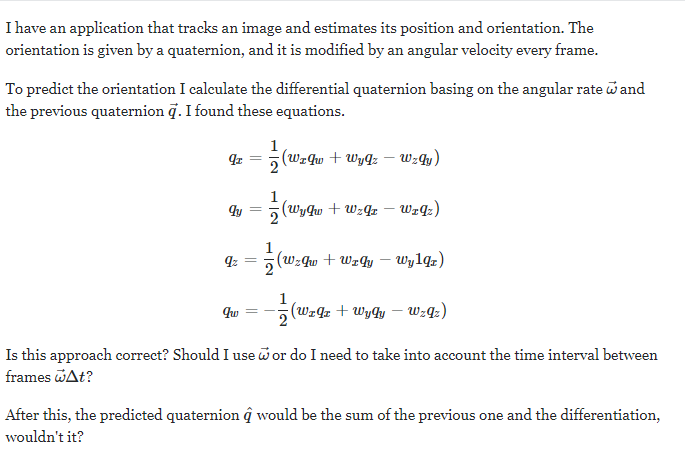 I have an application that tracks an image and estimates its position and orientation. The
orientation is given by a quaternion, and it is modified by an angular velocity every frame.
To predict the orientation I calculate the differential quaternion basing on the angular rate $\vec{\omega}$ and
the previous quaternion $\vec{q}$. I found these equations.
$q_x = \frac{1}{2}(w_x q_w + w_y q_z - w_z q_y)$
$q_y = \frac{1}{2}(w_y q_w + w_z q_x - w_x q_z)$
$q_z = \frac{1}{2}(w_z q_w + w_x q_y - w_y 1 q_x)$
$q_w = -\frac{1}{2}(w_x q_x + w_y q_y - w_z q_z)$
Is this approach correct? Should I use $\vec{\omega}$ or do I need to take into account the time interval between
frames $\vec{\omega}\Delta t$?
After this, the predicted quaternion $\hat{q}$ would be the sum of the previous one and the differentiation,
wouldn't it?